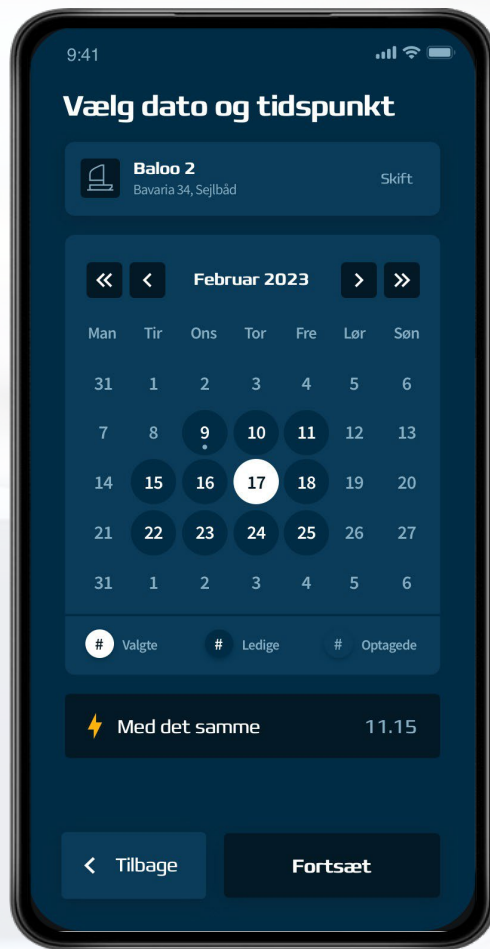 9:41
Vælg dato og tidspunkt
Baloo 2
Bavaria 34, Sejlbåd
Skift
Februar 2023
Man Tir Ons Tor Fre Lør Søn
31 1 2 3 4 5 6
7 8 9 10 11 12 13
14 15 16 17 18 19 20
21 22 23 24 25 26 27
31 1 2 3 4 5 6
# Valgte # Ledige # Optagede
Med det samme 11.15
Tilbage Fortsæt